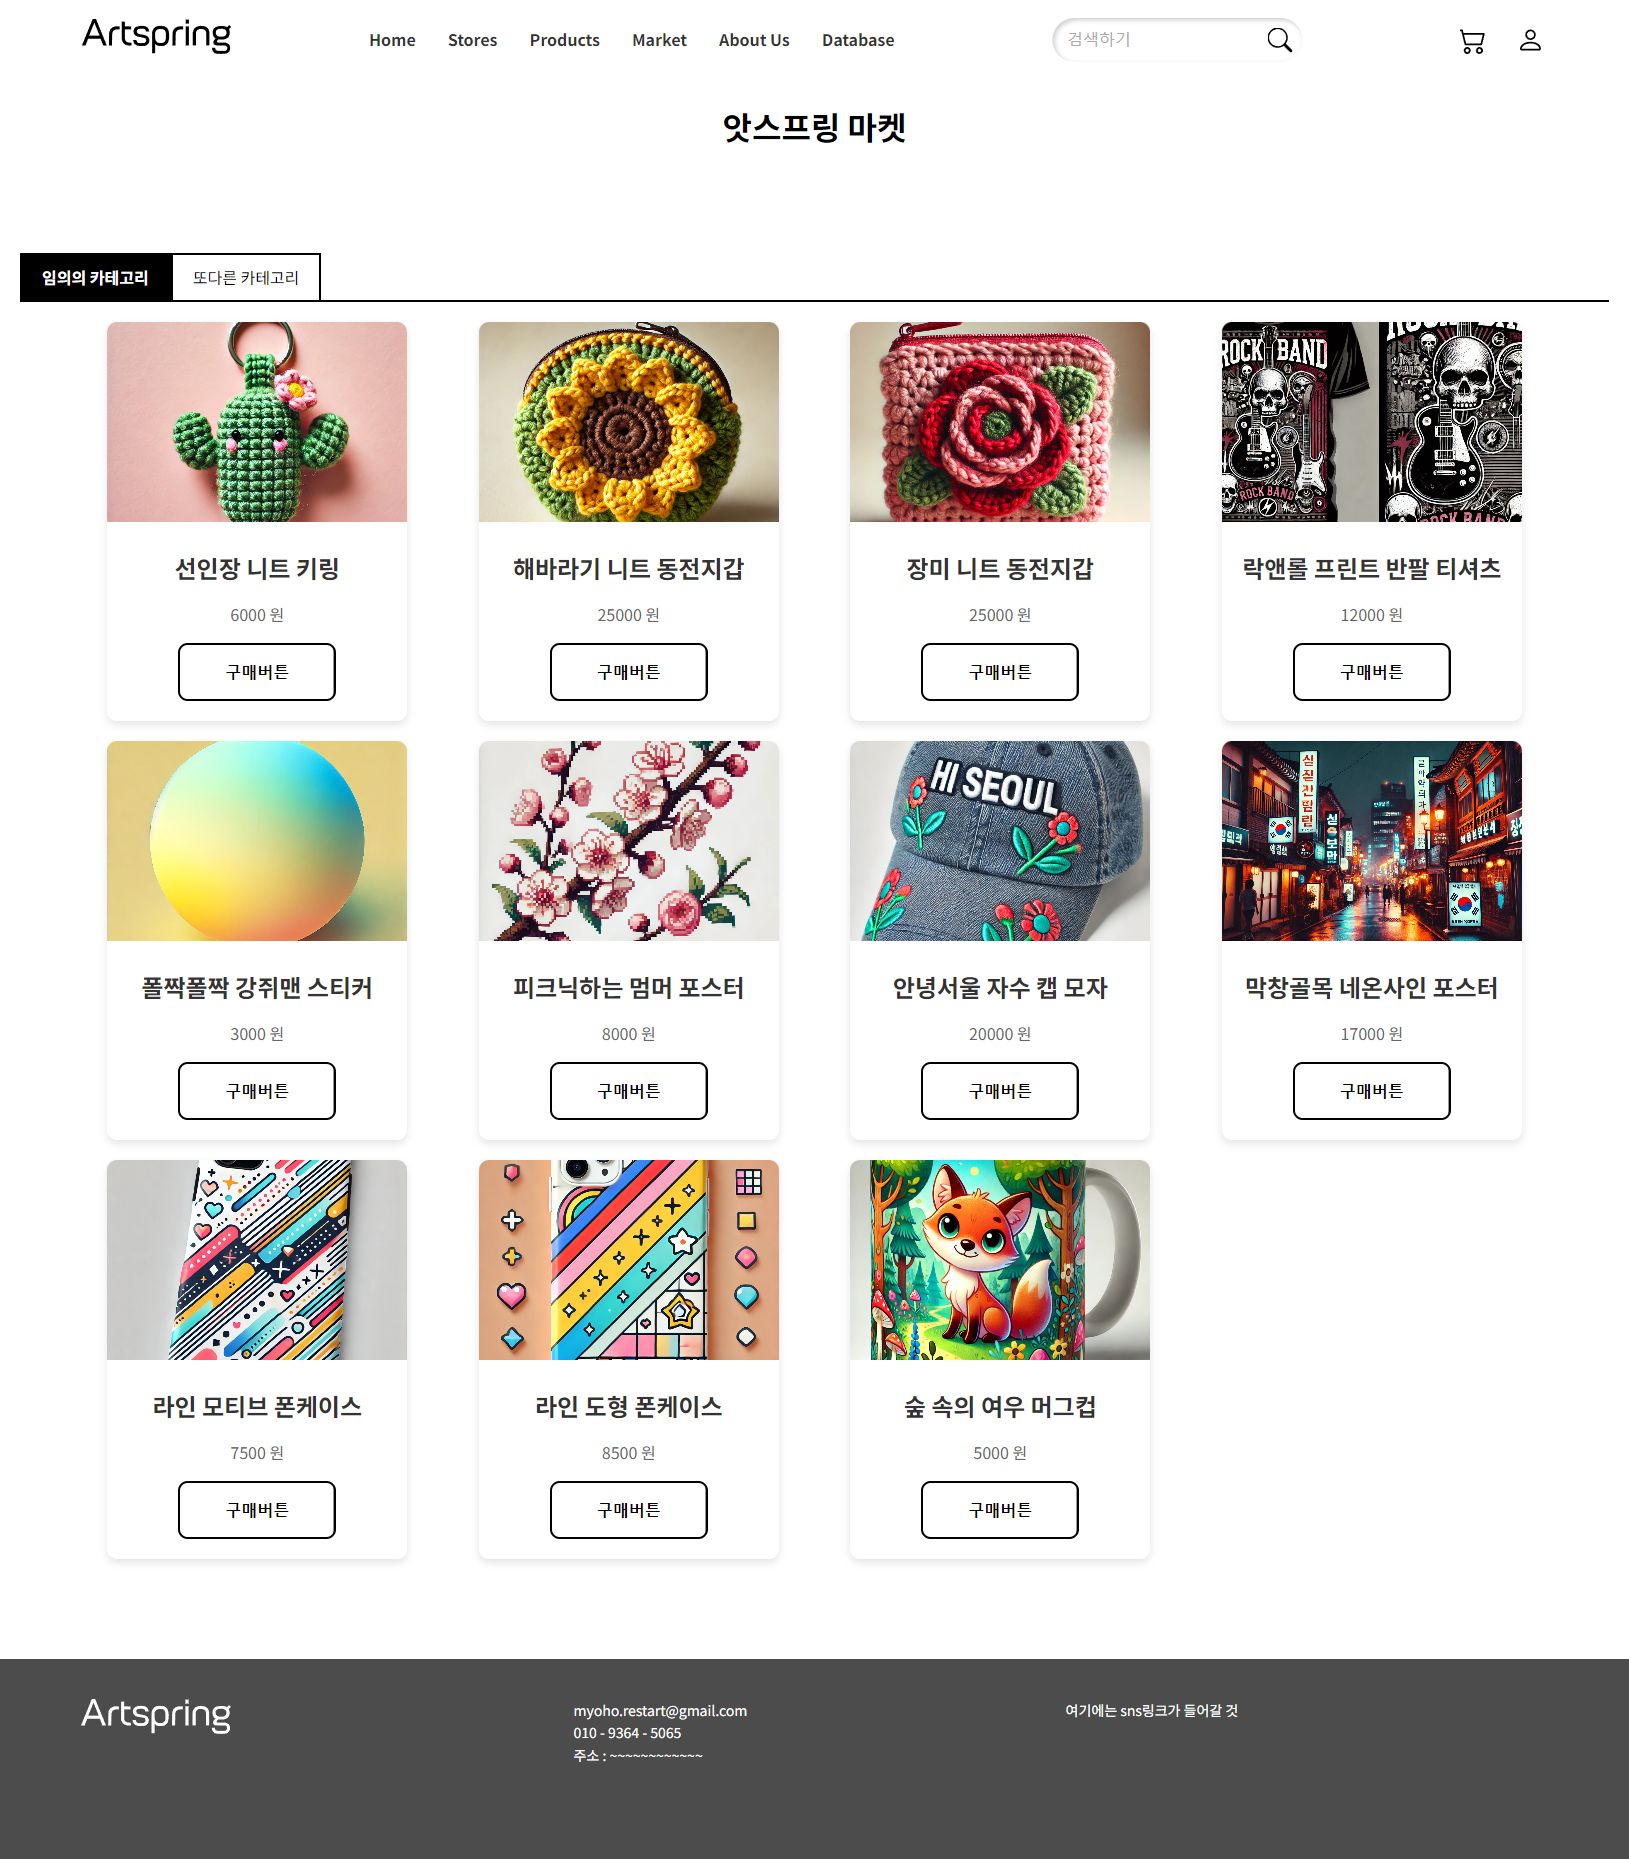 Artspring
Home Stores Products Market About Us Database
검색하기
앗스프링 마켓
임의의 카테고리 또다른 카테고리
ROCK BAND
ROCK BAND
ROCK BAND
선인장 니트 키링
6000 원
구매버튼
해바라기 니트 동전지갑
25000 원
구매버튼
장미 니트 동전지갑
25000 원
구매버튼
락앤롤 프린트 반팔 티셔츠
12000 원
구매버튼
HI SEOUL
폴짝폴짝 강쥐맨 스티커
3000 원
구매버튼
피크닉하는 멈머 포스터
8000 원
구매버튼
안녕서울 자수 캡 모자
20000 원
구매버튼
막창골목 네온사인 포스터
17000 원
구매버튼
라인 모티브 폰케이스
7500 원
구매버튼
라인 도형 폰케이스
8500 원
구매버튼
숲 속의 여우 머그컵
5000 원
구매버튼
Artspring
myoho.restart@gmail.com
010 - 9364 - 5065
주소 : ~~~~~~~~~~~~
여기에는 sns링크가 들어갈 것